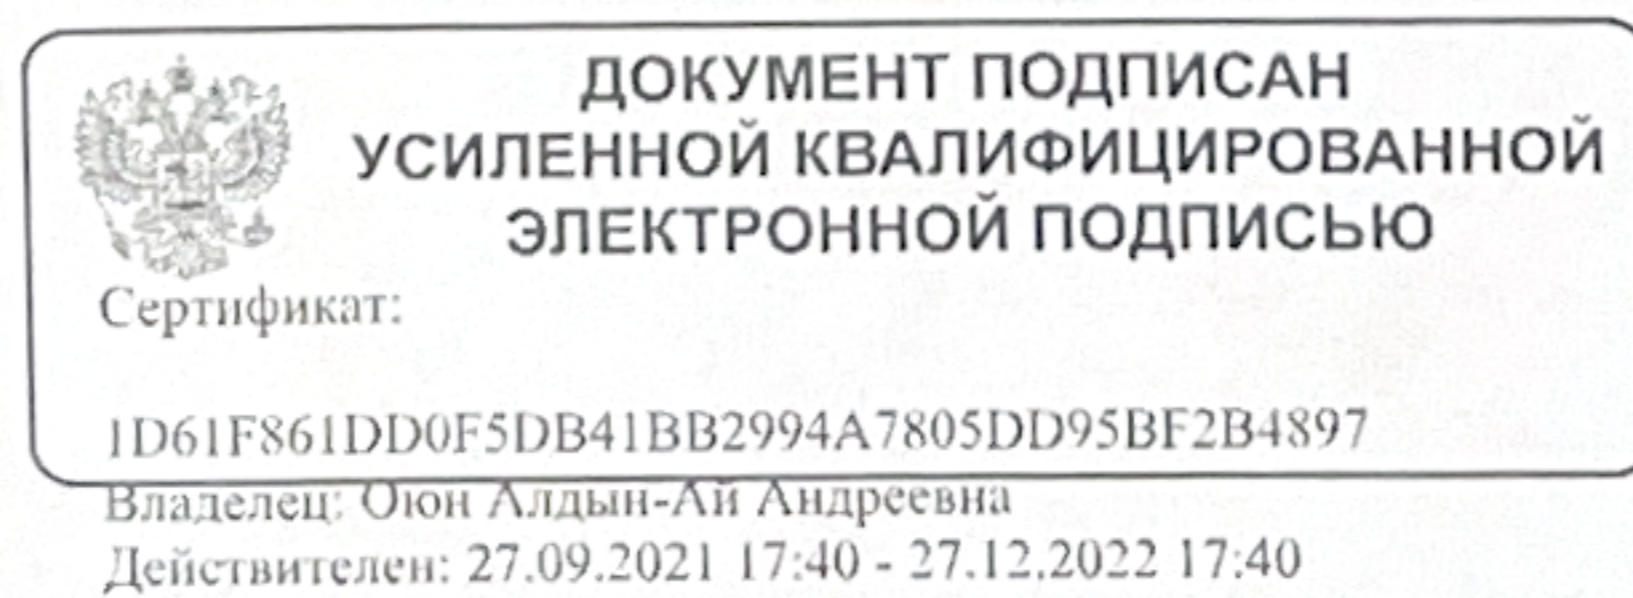 ДОКУМЕНТ ПОДПИСАН
УСИЛЕННОЙ КВАЛИФИЦИРОВАННОЙ
ЭЛЕКТРОННОЙ ПОДПИСЬЮ
Сертификат:
1D61F861DD0F5DB41BB2994A7805DD95BF2B4897
Владелец: Оюн Алдын-Ай Андреевна
Действителен: 27.09.2021 17:40 - 27.12.2022 17:40